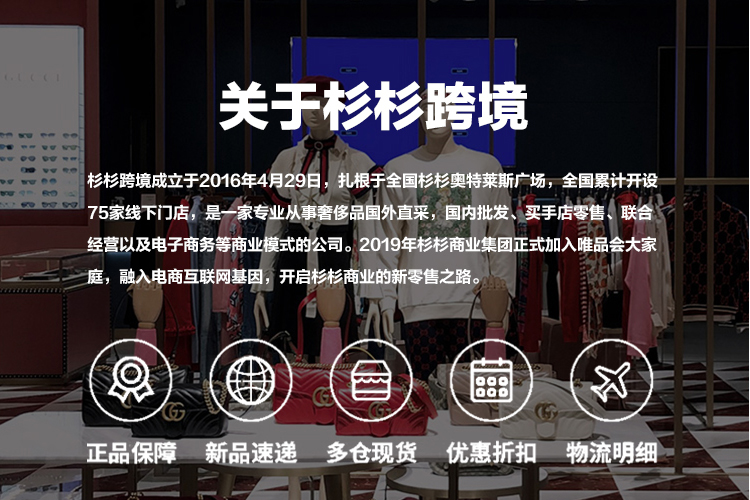 关于杉杉跨境
杉杉跨境成立于2016年4月29日，扎根于全国杉杉奥特莱斯广场，全国累计开设
75家线下门店，是一家专业从事奢侈品国外直采，国内批发、买手店零售、联合
经营以及电子商务等商业模式的公司。2019年杉杉商业集团正式加入唯品会大家
庭，融入电商互联网基因，开启杉杉商业的新零售之路。
正品保障 新品速递 多仓现货 优惠折扣 物流明细